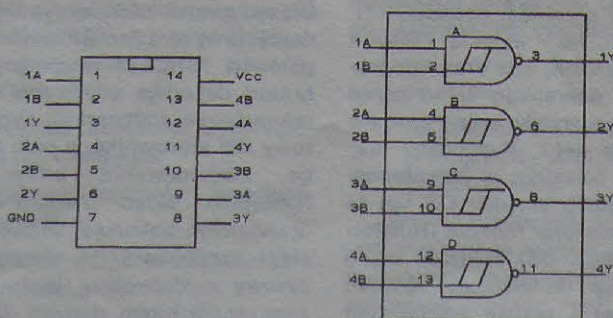 1A 1 14 Vcc
1B 2 13 4B
1Y 3 12 4A
2A 4 11 4Y
2B 5 10 3B
2Y 6 9 3A
GND 7 8 3Y
A
1A 1 3 1Y
1B 2
B
2A 4 6 2Y
2B 5
C
3A 9 8 3Y
3B 10
D
4A 12 11 4Y
4B 13